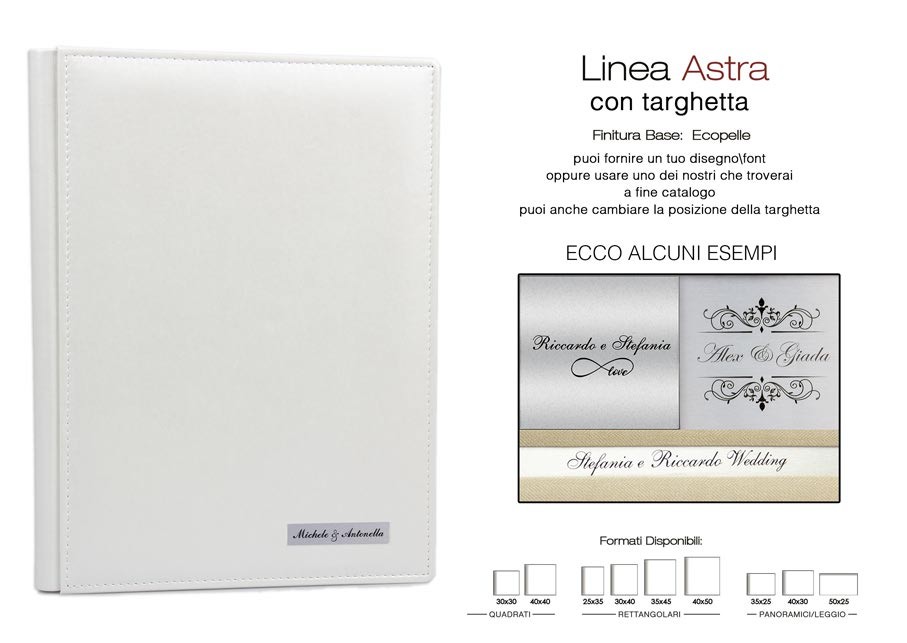 Michele & Antonella
Linea Astra
con targhetta
Finitura Base: Ecopelle
puoi fornire un tuo disegno\font
oppure usare uno dei nostri che troverai
a fine catalogo
puoi anche cambiare la posizione della targhetta
ECCO ALCUNI ESEMPI
Riccardo e Stefania
love
Alex & Giada
Stefania e Riccardo Wedding
Formati Disponibili:
30x30 40x40 25x35 30x40 35x45 40x50 35x25 40x30 50x25
QUADRATI RETTANGOLARI PANORAMICI/LEGGIO